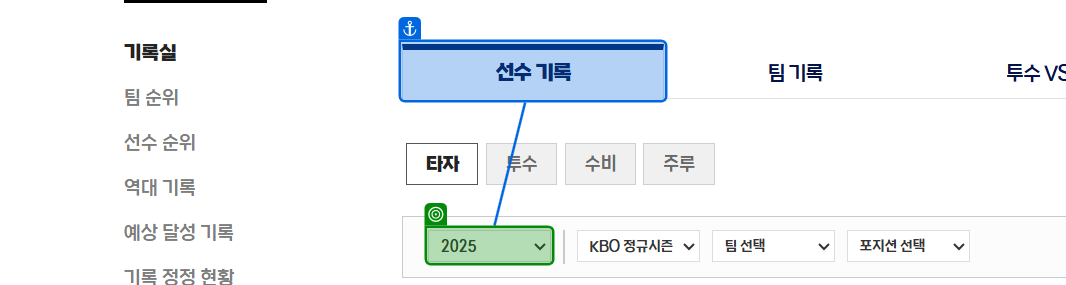 기록실
팀 순위
선수 순위
역대 기록
예상 달성 기록
기록 정정 현황
선수 기록
팀 기록
투수 VS
타자
투수
수비
주루
2025
KBO 정규시즌
팀 선택
포지션 선택